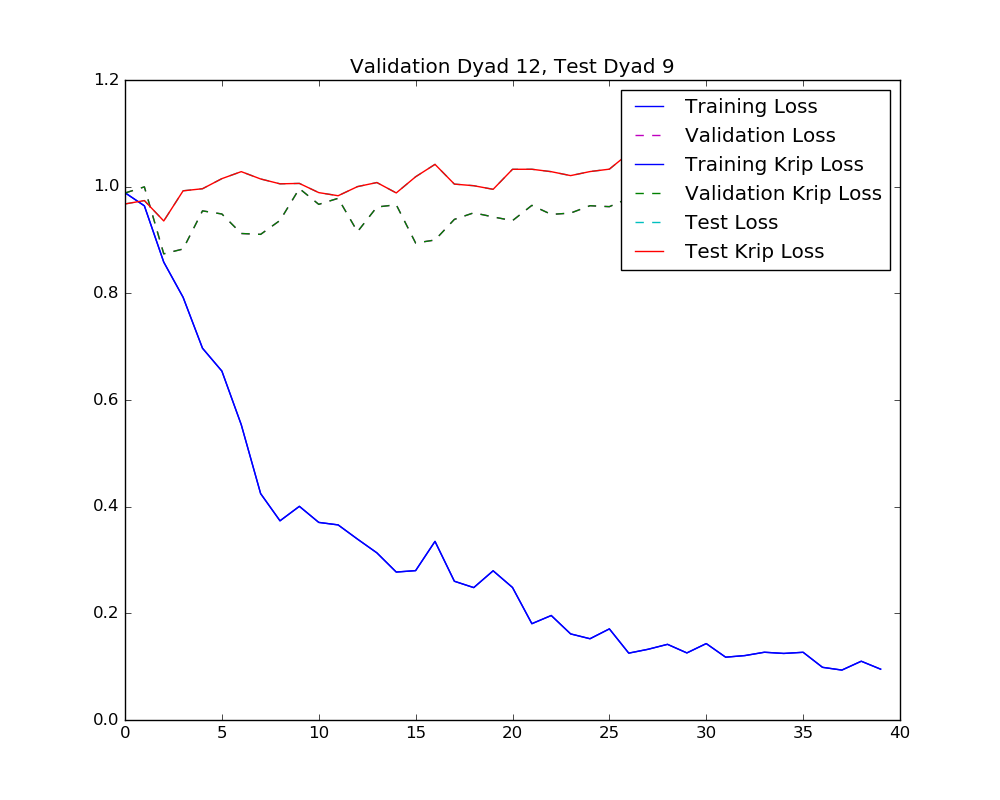 Validation Dyad 12, Test Dyad 9
1.2
1.0
0.8
0.6
0.4
0.2
0.0
Training Loss
Validation Loss
Training Krip Loss
Validation Krip Loss
Test Loss
Test Krip Loss
0 5 10 15 20 25 30 35 40